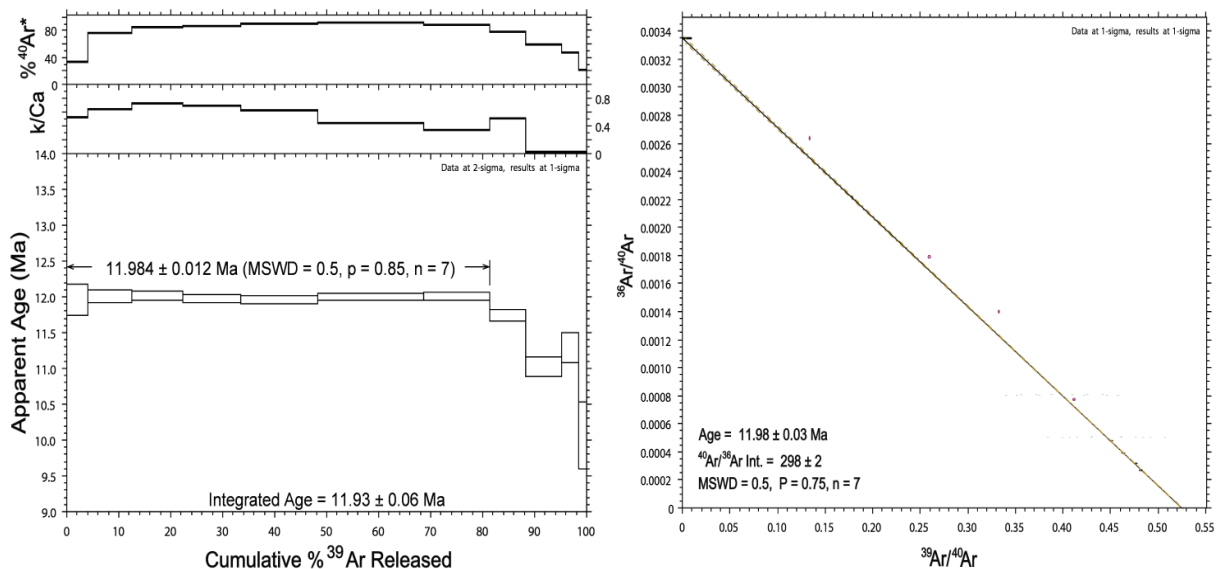 % ⁴⁰Ar*
80
40
0
k/Ca
0.8
0.4
0
Data at 2-sigma, results at 1-sigma
Apparent Age (Ma)
14.0
13.5
13.0
12.5
12.0
11.5
11.0
10.5
10.0
9.5
9.0
11.984 ± 0.012 Ma (MSWD = 0.5, p = 0.85, n = 7)
Integrated Age = 11.93 ± 0.06 Ma
0 10 20 30 40 50 60 70 80 90 100
Cumulative % ³⁹Ar Released
Data at 1-sigma, results at 1-sigma
³⁶Ar/⁴⁰Ar
0.0034
0.0032
0.0030
0.0028
0.0026
0.0024
0.0022
0.0020
0.0018
0.0016
0.0014
0.0012
0.0010
0.0008
0.0006
0.0004
0.0002
0
Age = 11.98 ± 0.03 Ma
⁴⁰Ar/³⁶Ar Int. = 298 ± 2
MSWD = 0.5, P = 0.75, n = 7
0 0.05 0.10 0.15 0.20 0.25 0.30 0.35 0.40 0.45 0.50 0.55
³⁹Ar/⁴⁰Ar